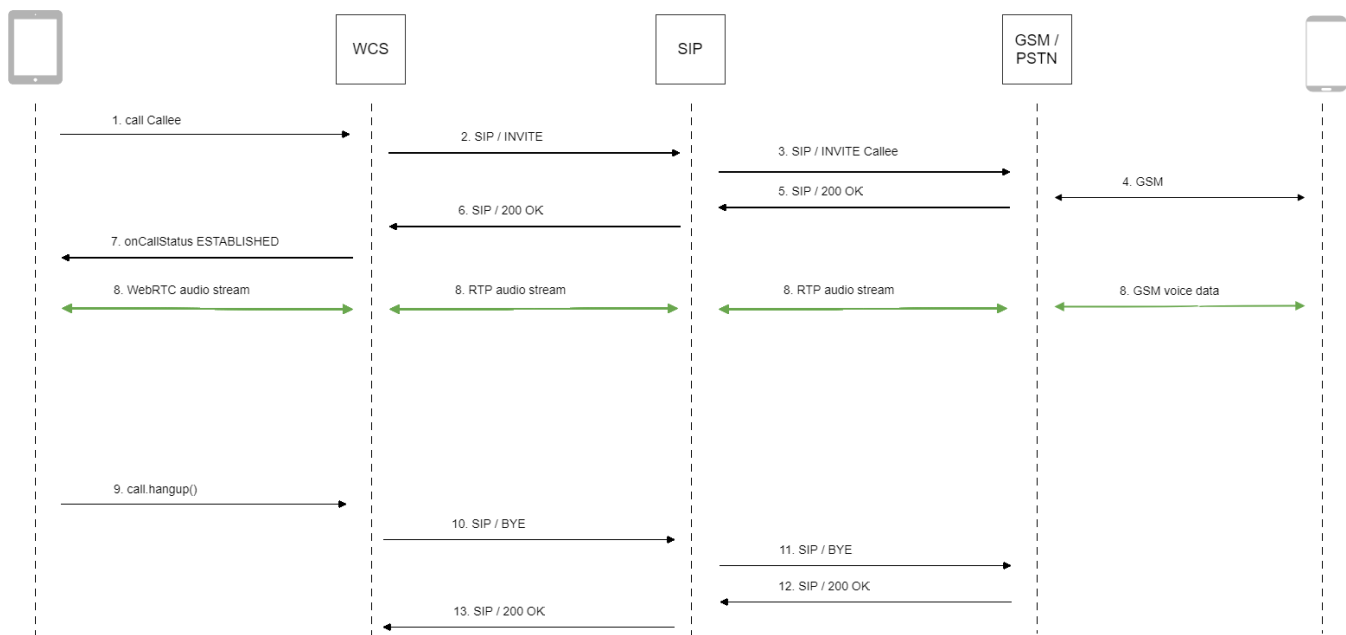 WCS
SIP
GSM /
PSTN
1. call Callee
2. SIP / INVITE
3. SIP / INVITE Callee
4. GSM
5. SIP / 200 OK
6. SIP / 200 OK
7. onCallStatus ESTABLISHED
8. WebRTC audio stream
8. RTP audio stream
8. RTP audio stream
8. GSM voice data
9. call.hangup()
10. SIP / BYE
11. SIP / BYE
12. SIP / 200 OK
13. SIP / 200 OK